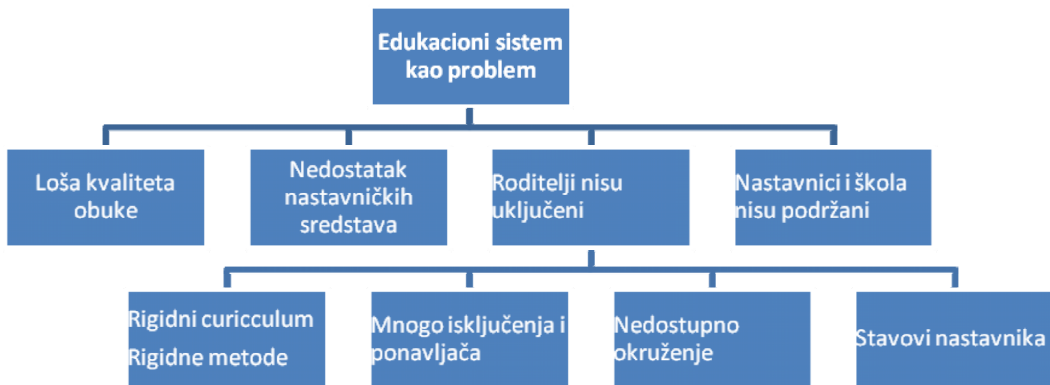 Edukacioni sistem
kao problem
Loša kvaliteta
obuke
Nedostatak
nastavničkih
sredstava
Roditelji nisu
uključeni
Nastavnici i škola
nisu podržani
Rigidni curicculum
Rigidne metode
Mnogo isključenja i
ponavljača
Nedostupno
okruženje
Stavovi nastavnika